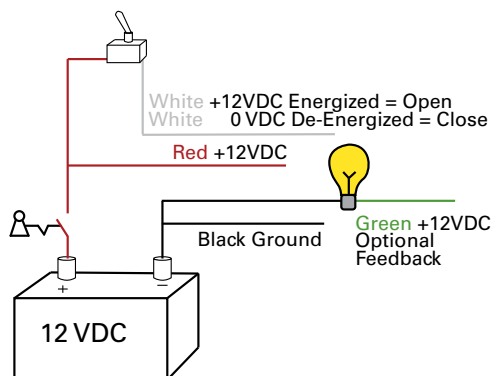 White +12VDC Energized = Open
White 0 VDC De-Energized = Close
Red +12VDC
Black Ground
Green +12VDC
Optional
Feedback
+ −
12 VDC